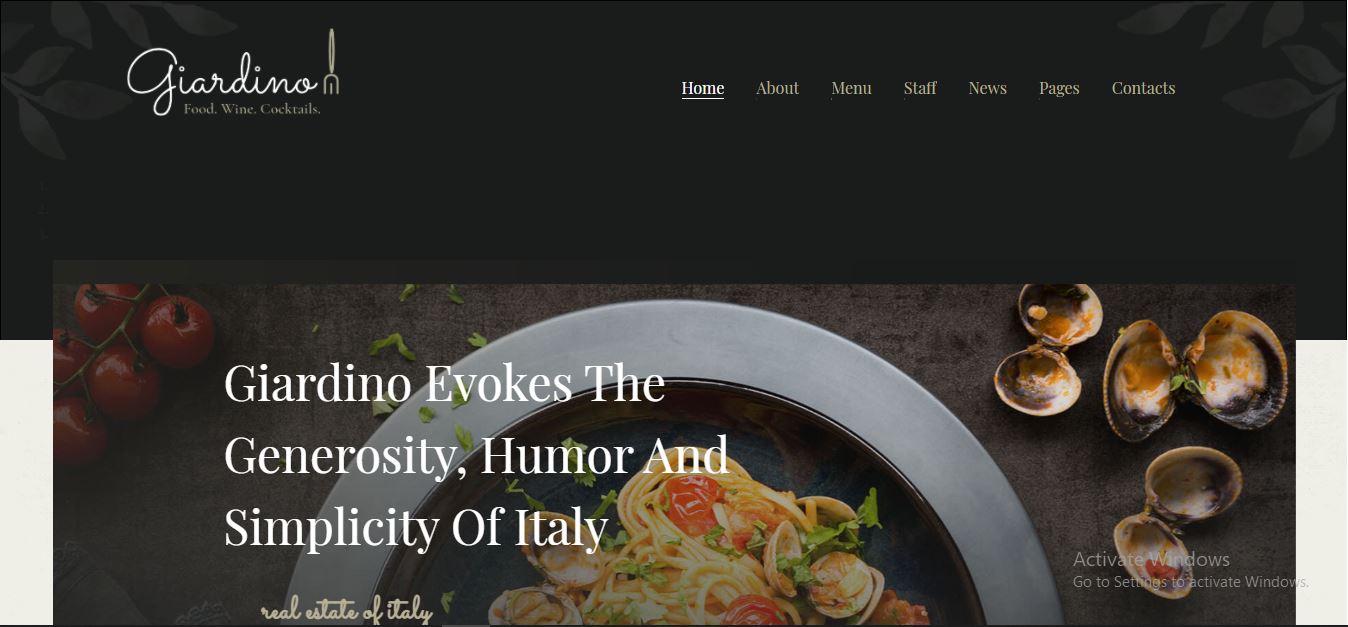 Giardino
Food. Wine. Cocktails.
Home About Menu Staff News Pages Contacts
Giardino Evokes The
Generosity, Humor And
Simplicity Of Italy
real estate of italy
Activate Windows
Go to Settings to activate Windows.